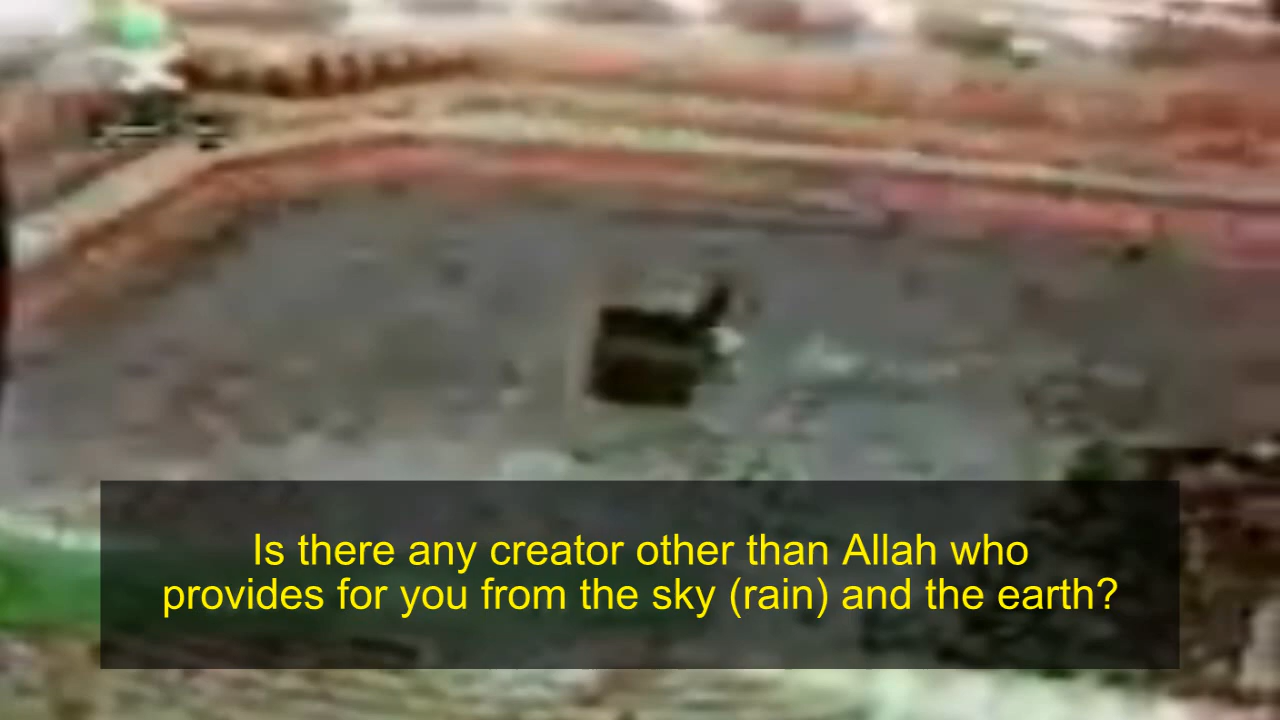 Is there any creator other than Allah who
provides for you from the sky (rain) and the earth?